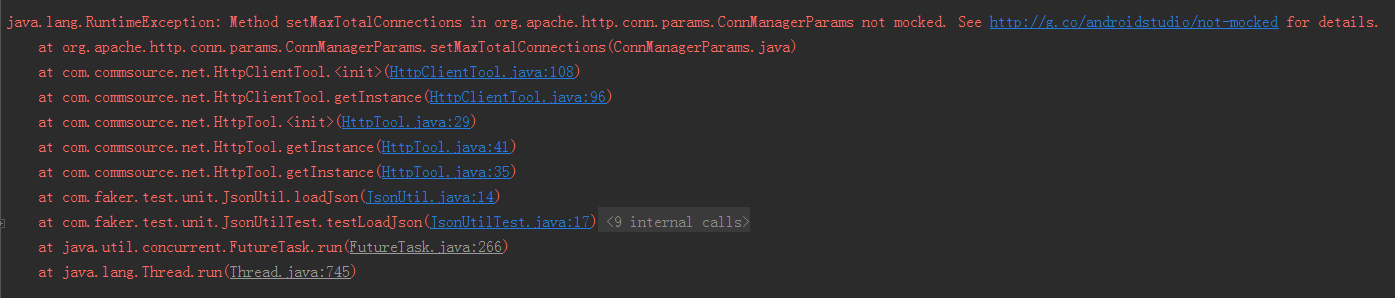 java.lang.RuntimeException: Method setMaxTotalConnections in org.apache.http.conn.params.ConnManagerParams not mocked. See http://g.co/androidstudio/not-mocked for details.
at org.apache.http.conn.params.ConnManagerParams.setMaxTotalConnections(ConnManagerParams.java)
at com.commsource.net.HttpClientTool.<init>(HttpClientTool.java:108)
at com.commsource.net.HttpClientTool.getInstance(HttpClientTool.java:96)
at com.commsource.net.HttpTool.<init>(HttpTool.java:29)
at com.commsource.net.HttpTool.getInstance(HttpTool.java:41)
at com.commsource.net.HttpTool.getInstance(HttpTool.java:35)
at com.faker.test.unit.JsonUtil.loadJson(JsonUtil.java:14)
at com.faker.test.unit.JsonUtilTest.testLoadJson(JsonUtilTest.java:17) <9 internal calls>
at java.util.concurrent.FutureTask.run(FutureTask.java:266)
at java.lang.Thread.run(Thread.java:745)